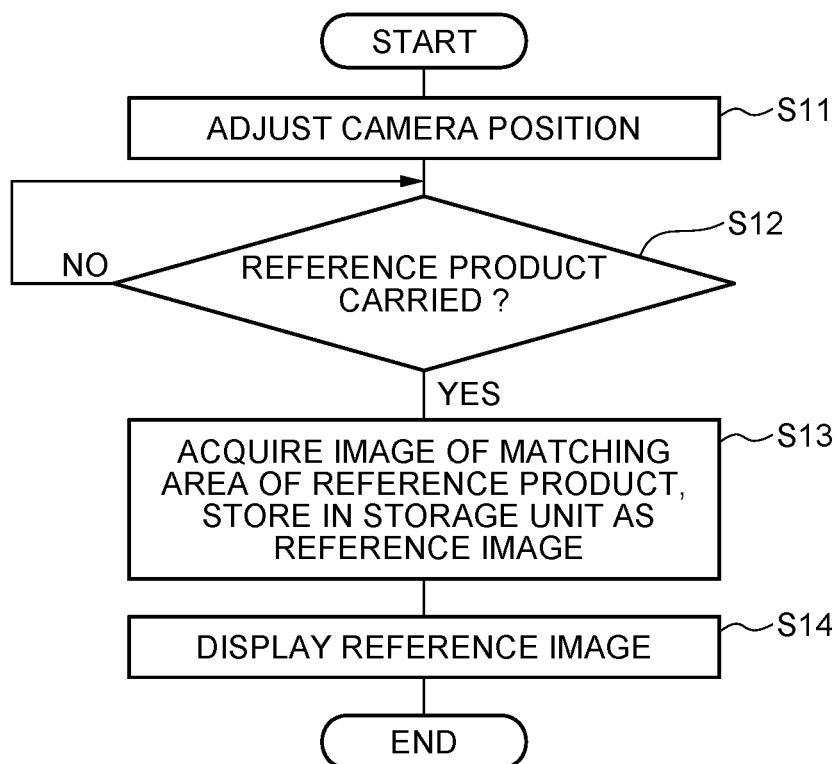 START
ADJUST CAMERA POSITION
S11
S12
REFERENCE PRODUCT
CARRIED ?
NO
YES
ACQUIRE IMAGE OF MATCHING
AREA OF REFERENCE PRODUCT,
STORE IN STORAGE UNIT AS
REFERENCE IMAGE
S13
DISPLAY REFERENCE IMAGE
S14
END